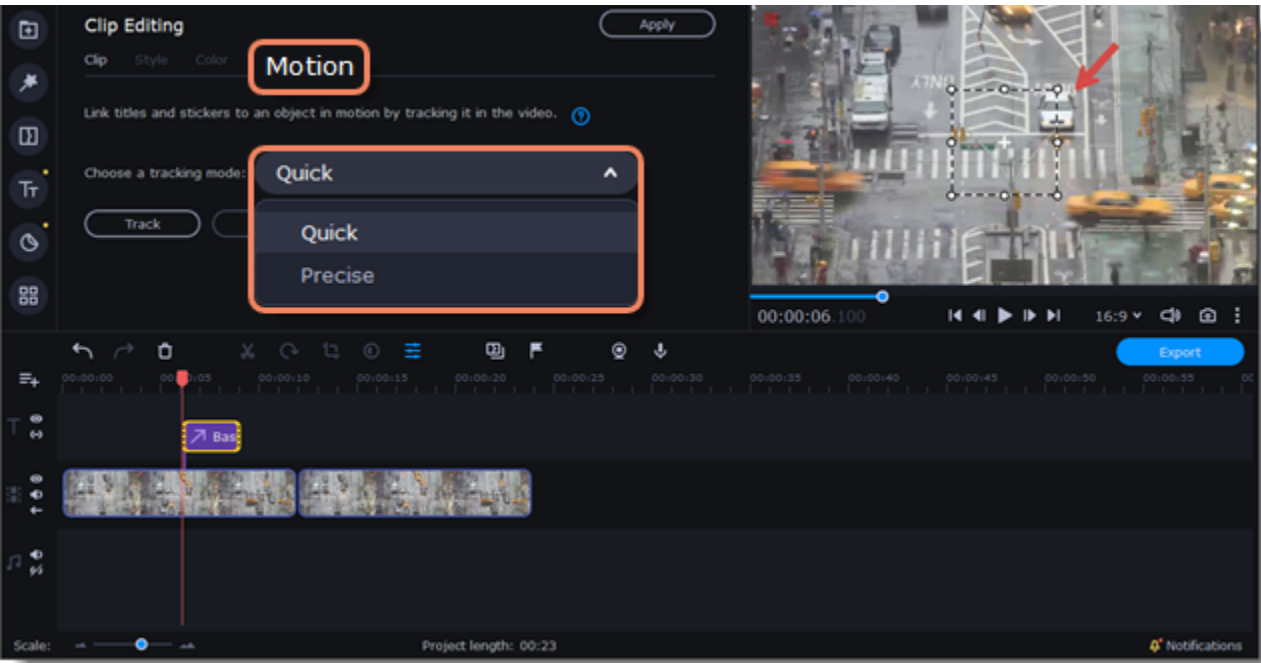 Clip Editing
Apply
Clip Style Color Motion
Link titles and stickers to an object in motion by tracking it in the video. ?
Choose a tracking mode: Quick
Track
Quick
Precise
ONLY
00:00:06.100
16:9
Export
00:00:00 00:00:05 00:00:10 00:00:15 00:00:20 00:00:25 00:00:30 00:00:35 00:00:40 00:00:45 00:00:50 00:00:55
Bas
Scale:
Project length: 00:23
Notifications